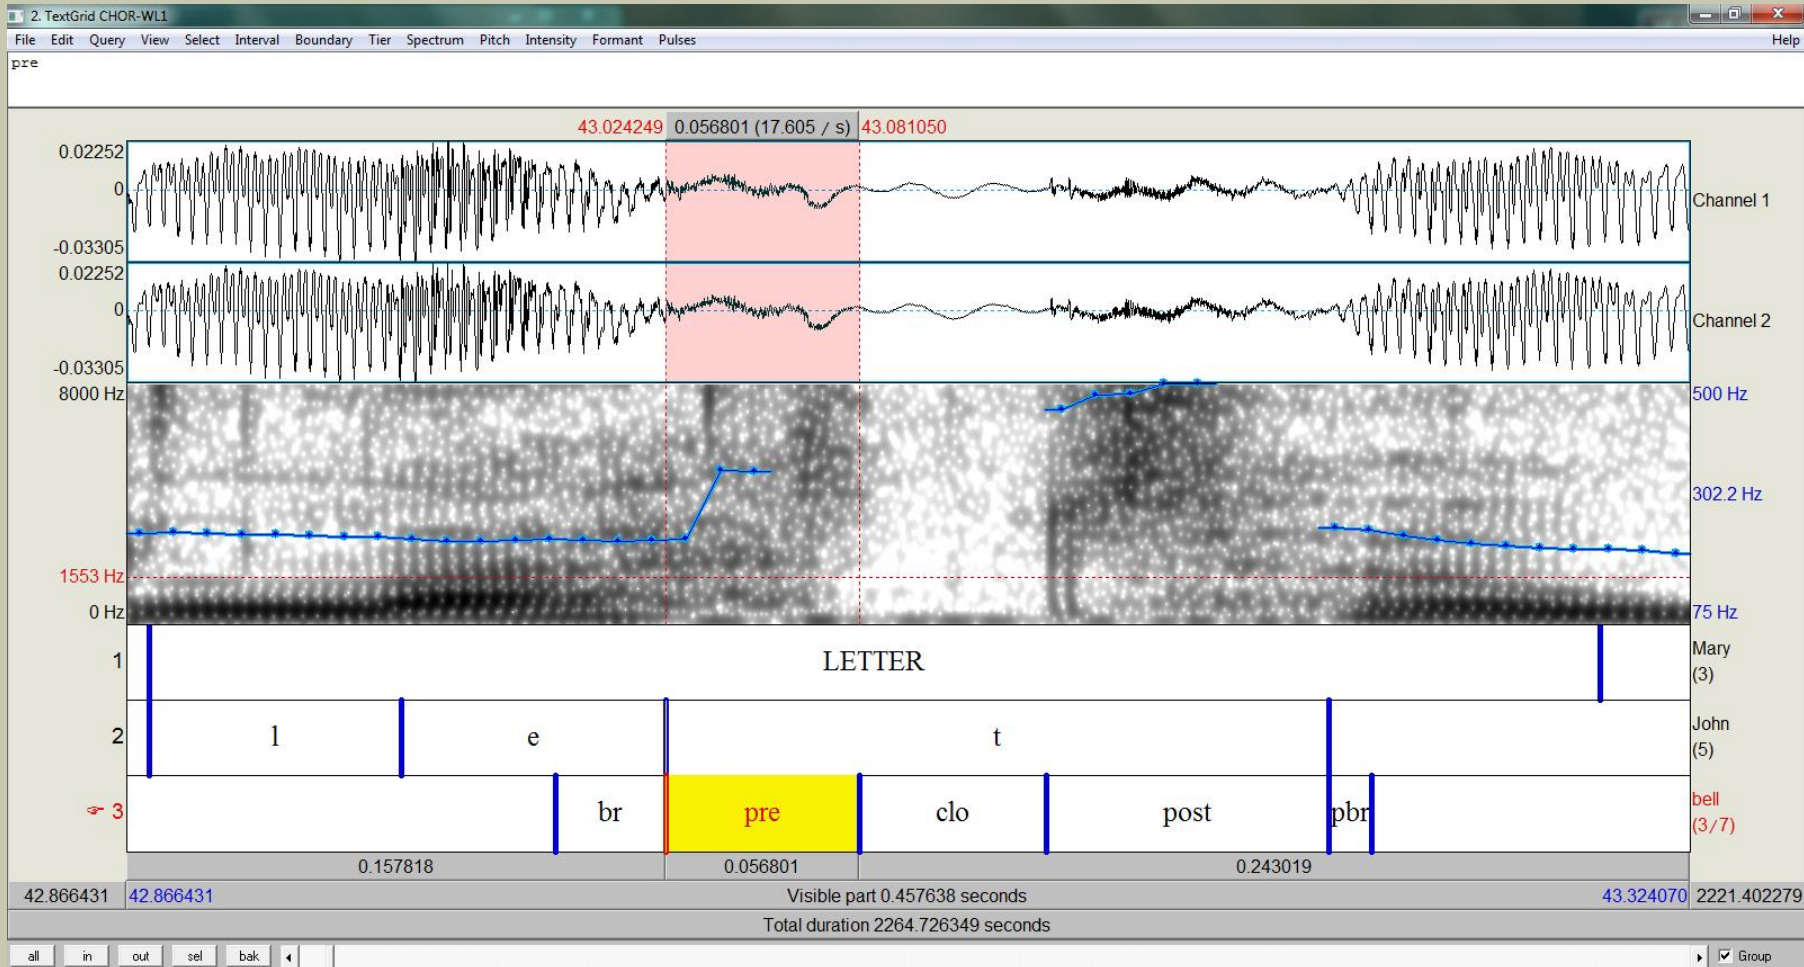 2. TextGrid CHOR-WL1
File Edit Query View Select Interval Boundary Tier Spectrum Pitch Intensity Formant Pulses Help
pre
43.024249 0.056801 (17.605 / s) 43.081050
0.02252
0
-0.03305
Channel 1
0.02252
0
-0.03305
Channel 2
8000 Hz 500 Hz
302.2 Hz
1553 Hz
0 Hz 75 Hz
1 LETTER Mary (3)
2 l e t John (5)
3 br pre clo post pbr bell (3/7)
0.157818 0.056801 0.243019
42.866431 42.866431 Visible part 0.457638 seconds 43.324070 2221.402279
Total duration 2264.726349 seconds
all in out sel bak Group